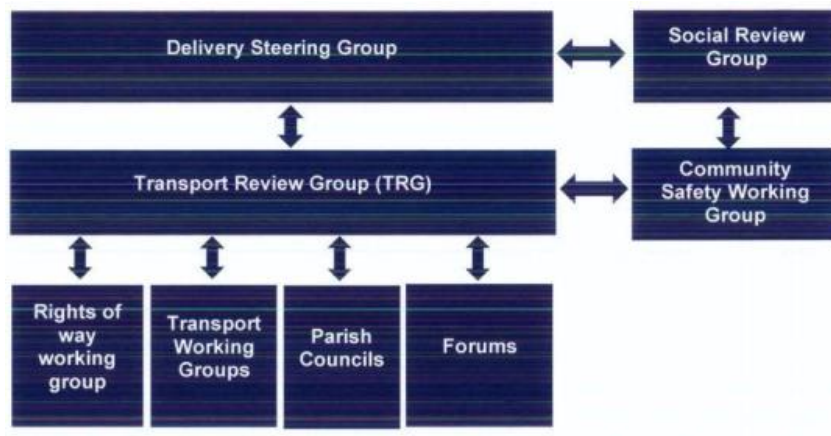 Delivery Steering Group
Social Review
Group
Transport Review Group (TRG)
Community
Safety Working
Group
Rights of
way
working
group
Transport
Working
Groups
Parish
Councils
Forums